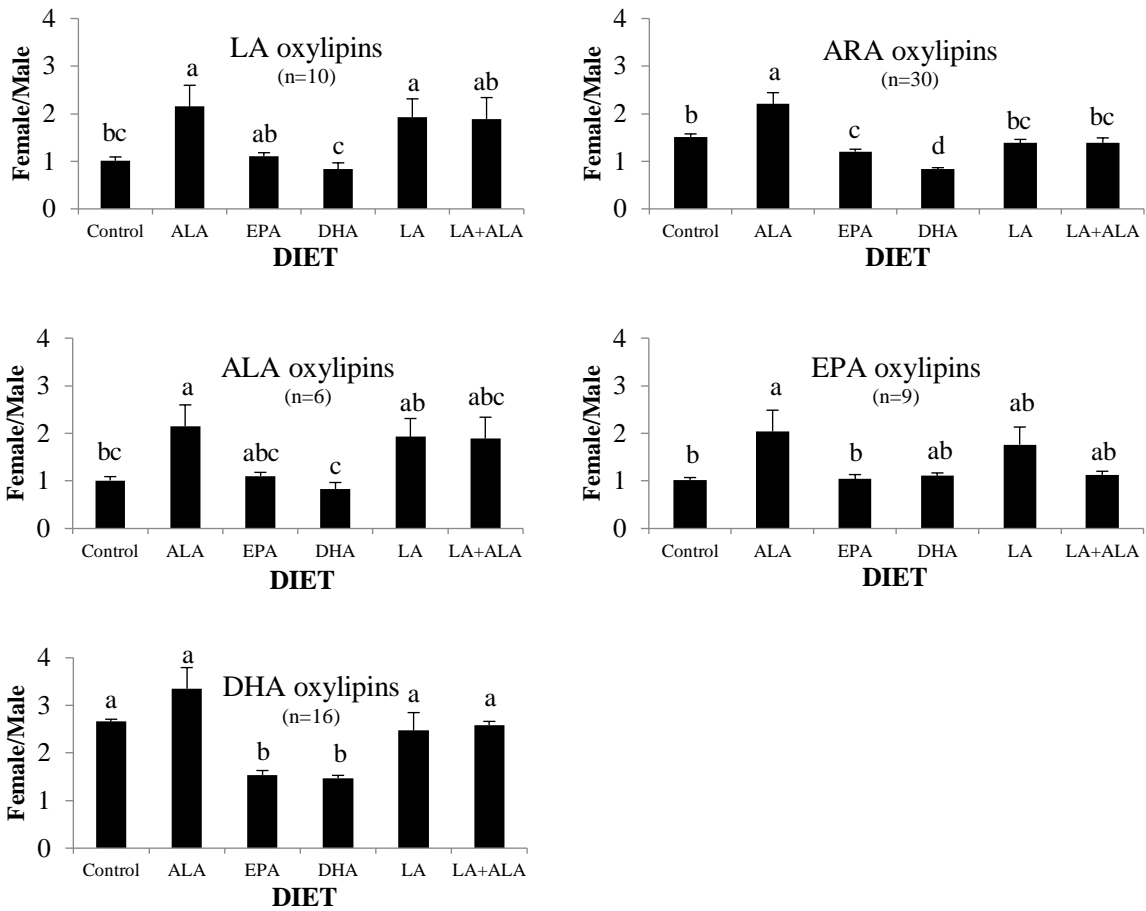 LA oxylipins
(n=10)
Female/Male
4
3
2
1
0
bc
a
ab
c
a
ab
Control ALA EPA DHA LA LA+ALA
DIET
ARA oxylipins
(n=30)
Female/Male
4
3
2
1
0
b
a
c
d
bc
bc
Control ALA EPA DHA LA LA+ALA
DIET
ALA oxylipins
(n=6)
Female/Male
4
3
2
1
0
bc
a
abc
c
ab
abc
Control ALA EPA DHA LA LA+ALA
DIET
EPA oxylipins
(n=9)
Female/Male
4
3
2
1
0
b
a
b
ab
ab
ab
Control ALA EPA DHA LA LA+ALA
DIET
DHA oxylipins
(n=16)
Female/Male
4
3
2
1
0
a
a
b
b
a
a
Control ALA EPA DHA LA LA+ALA
DIET